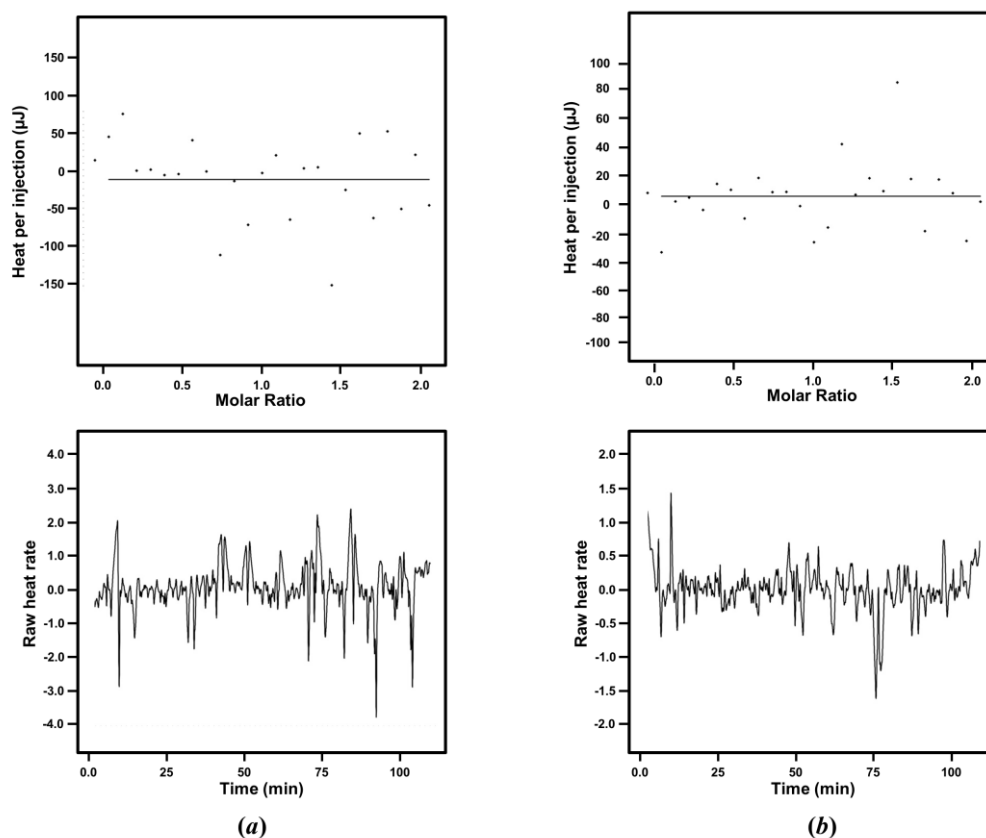 150
100
50
0
-50
-100
-150
Heat per injection (µJ)
0.0 0.5 1.0 1.5 2.0
Molar Ratio
100
80
60
40
20
0
-20
-40
-60
-80
-100
Heat per injection (µJ)
0.0 0.5 1.0 1.5 2.0
Molar Ratio
4.0
3.0
2.0
1.0
0.0
-1.0
-2.0
-3.0
-4.0
Raw heat rate
0.0 25 50 75 100
Time (min)
2.0
1.5
1.0
0.5
0.0
-0.5
-1.0
-1.5
-2.0
Raw heat rate
0.0 25 50 75 100
Time (min)
(a) (b)